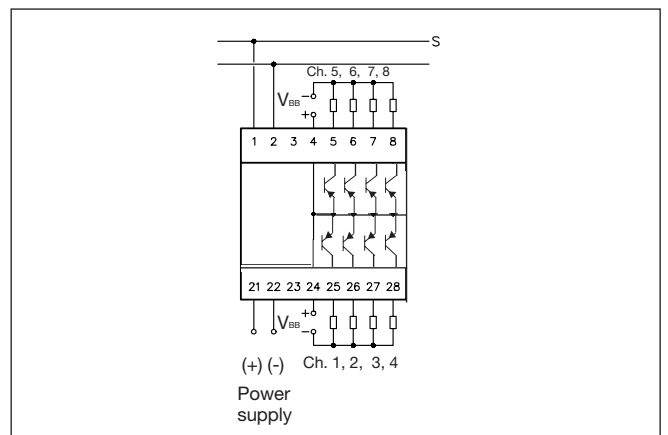 S
Ch. 5, 6, 7, 8
VBB − +
1 2 3 4 5 6 7 8
21 22 23 24 25 26 27 28
VBB + −
(+) (-) Ch. 1, 2, 3, 4
Power
supply